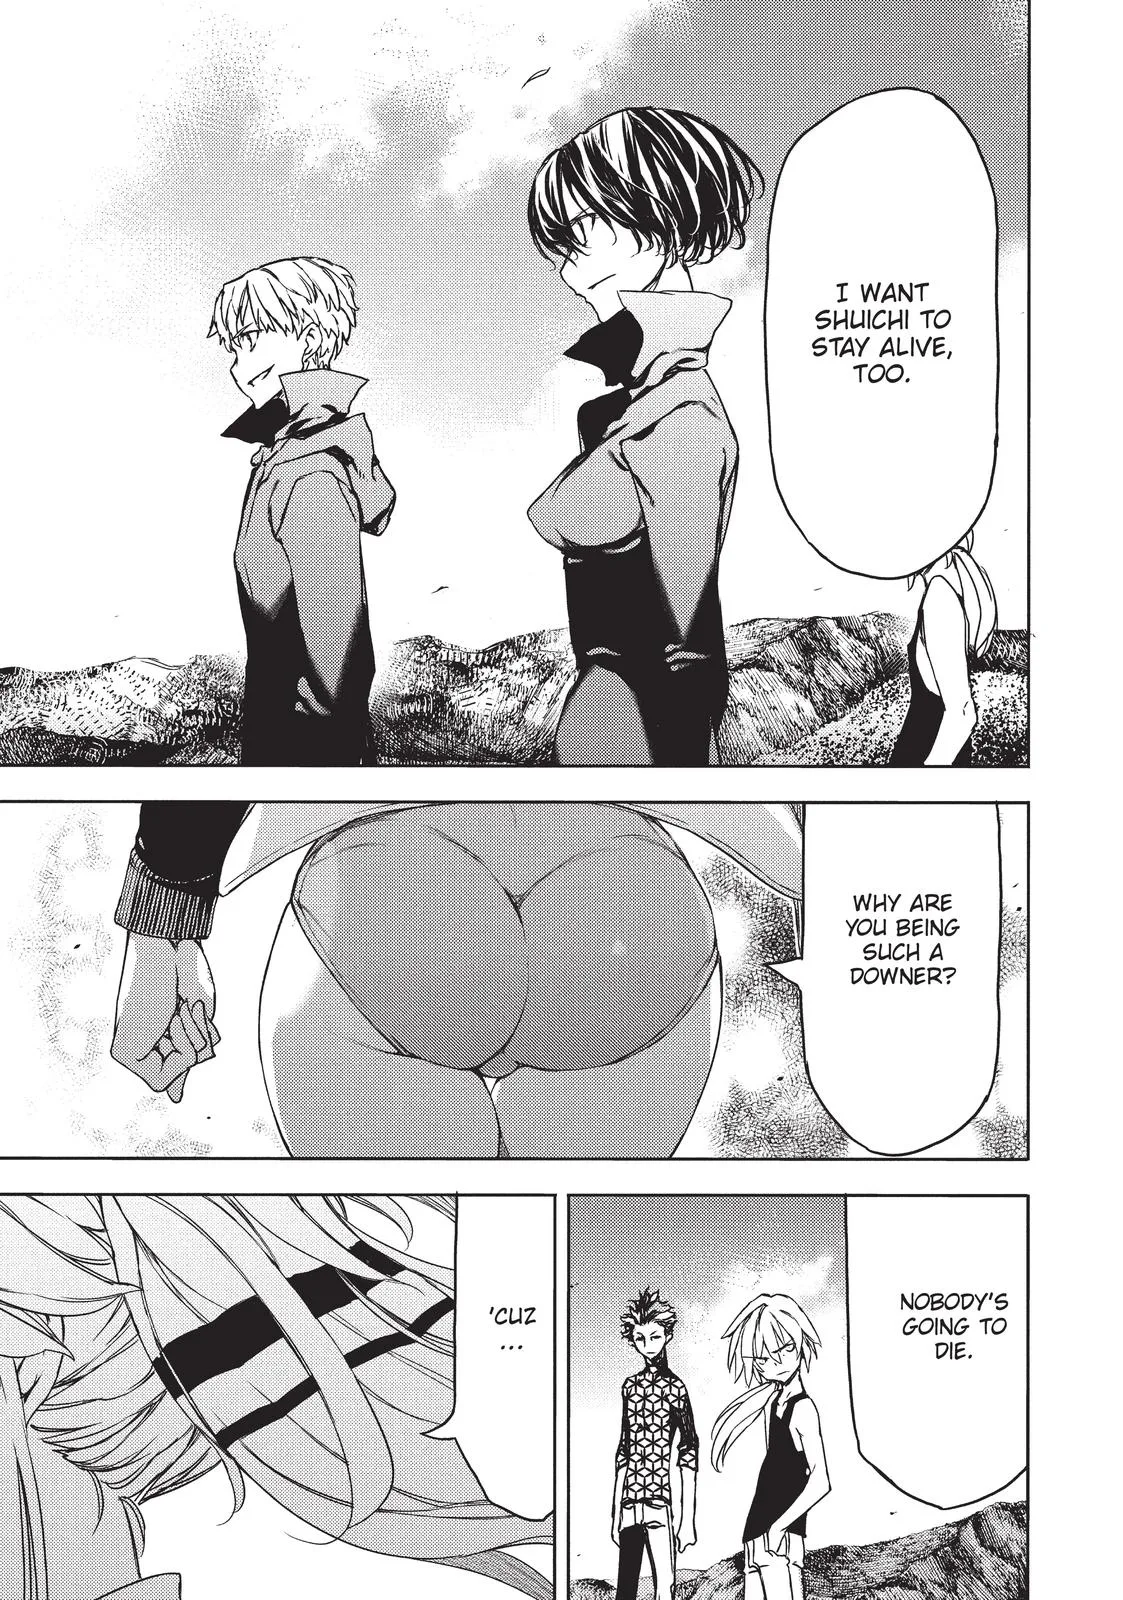 I WANT
SHUICHI TO
STAY ALIVE,
TOO.
WHY ARE
YOU BEING
SUCH A
DOWNER?
NOBODY'S
GOING TO
DIE.
'CUZ
...